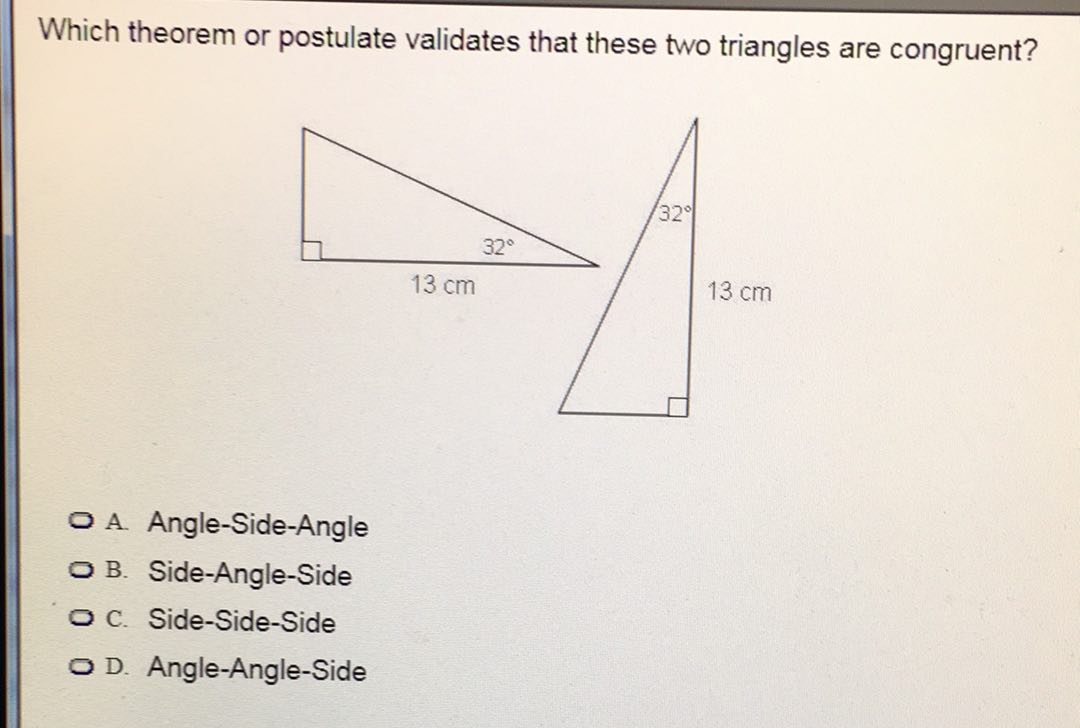 Which theorem or postulate validates that these two triangles are congruent?
32°
13 cm
32°
13 cm
A. Angle-Side-Angle
B. Side-Angle-Side
C. Side-Side-Side
D. Angle-Angle-Side